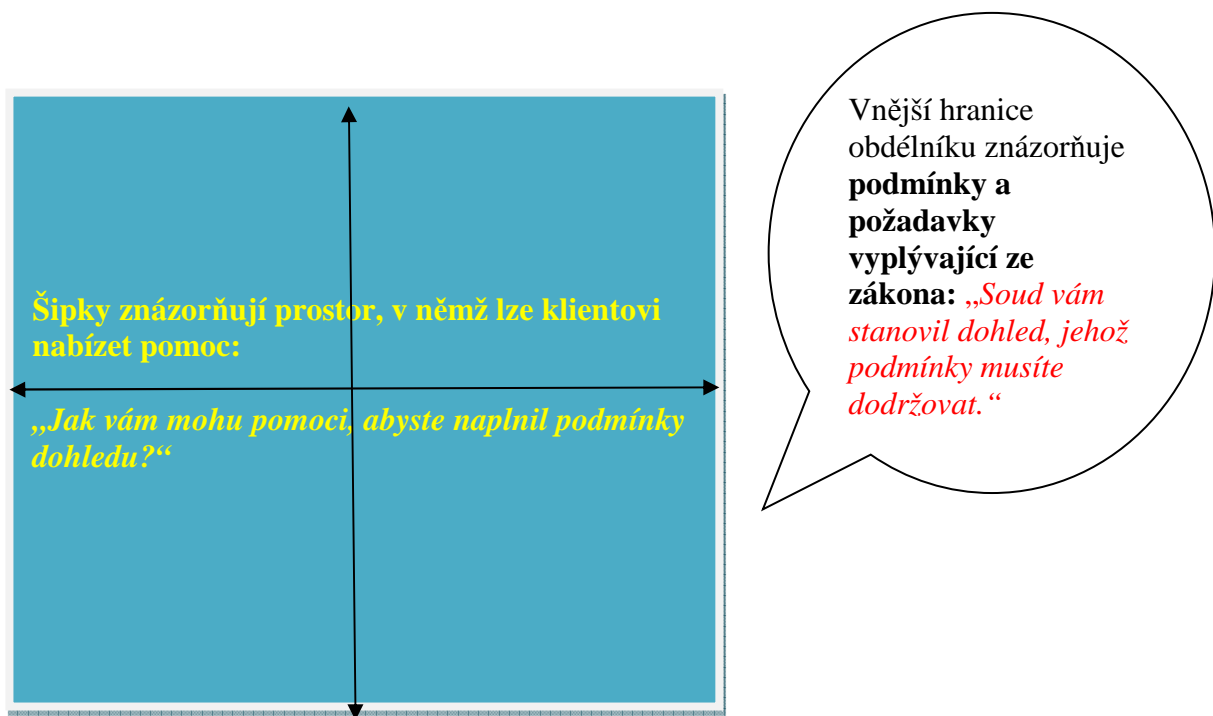 Šipky znázorňují prostor, v němž lze klientovi
nabízet pomoc:
„Jak vám mohu pomoci, abyste naplnil podmínky
dohledu?“
Vnější hranice
obdélníku znázorňuje
podmínky a
požadavky
vyplývající ze
zákona: „Soud vám
stanovil dohled, jehož
podmínky musíte
dodržovat.“